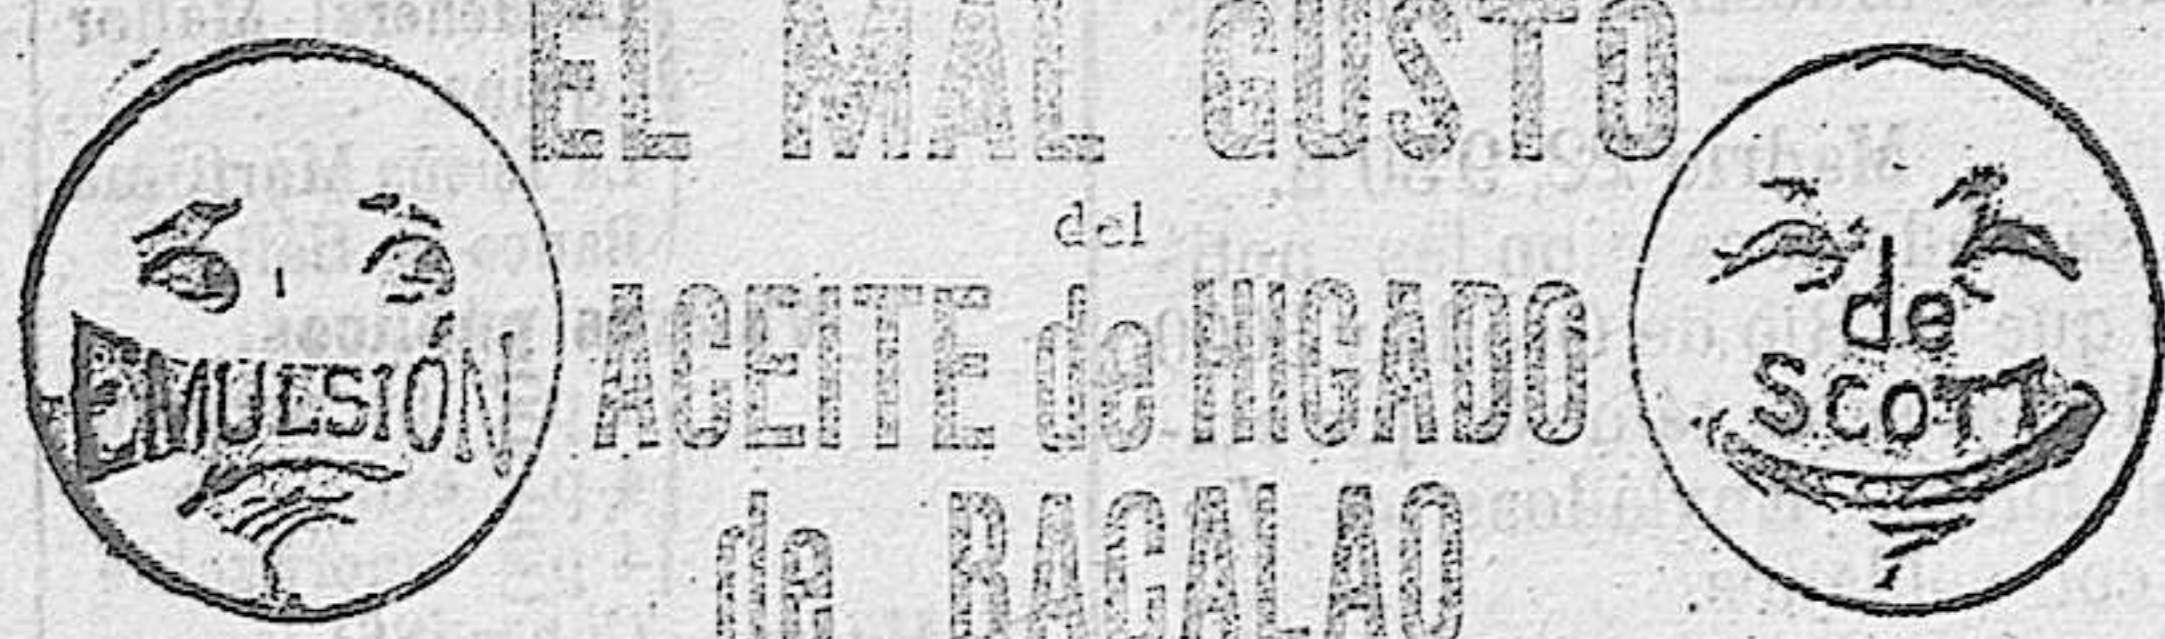 EL MAL GUSTO
del
ACEITE de HIGADO
de BACALAO
EMULSIÓN
de
SCOTT